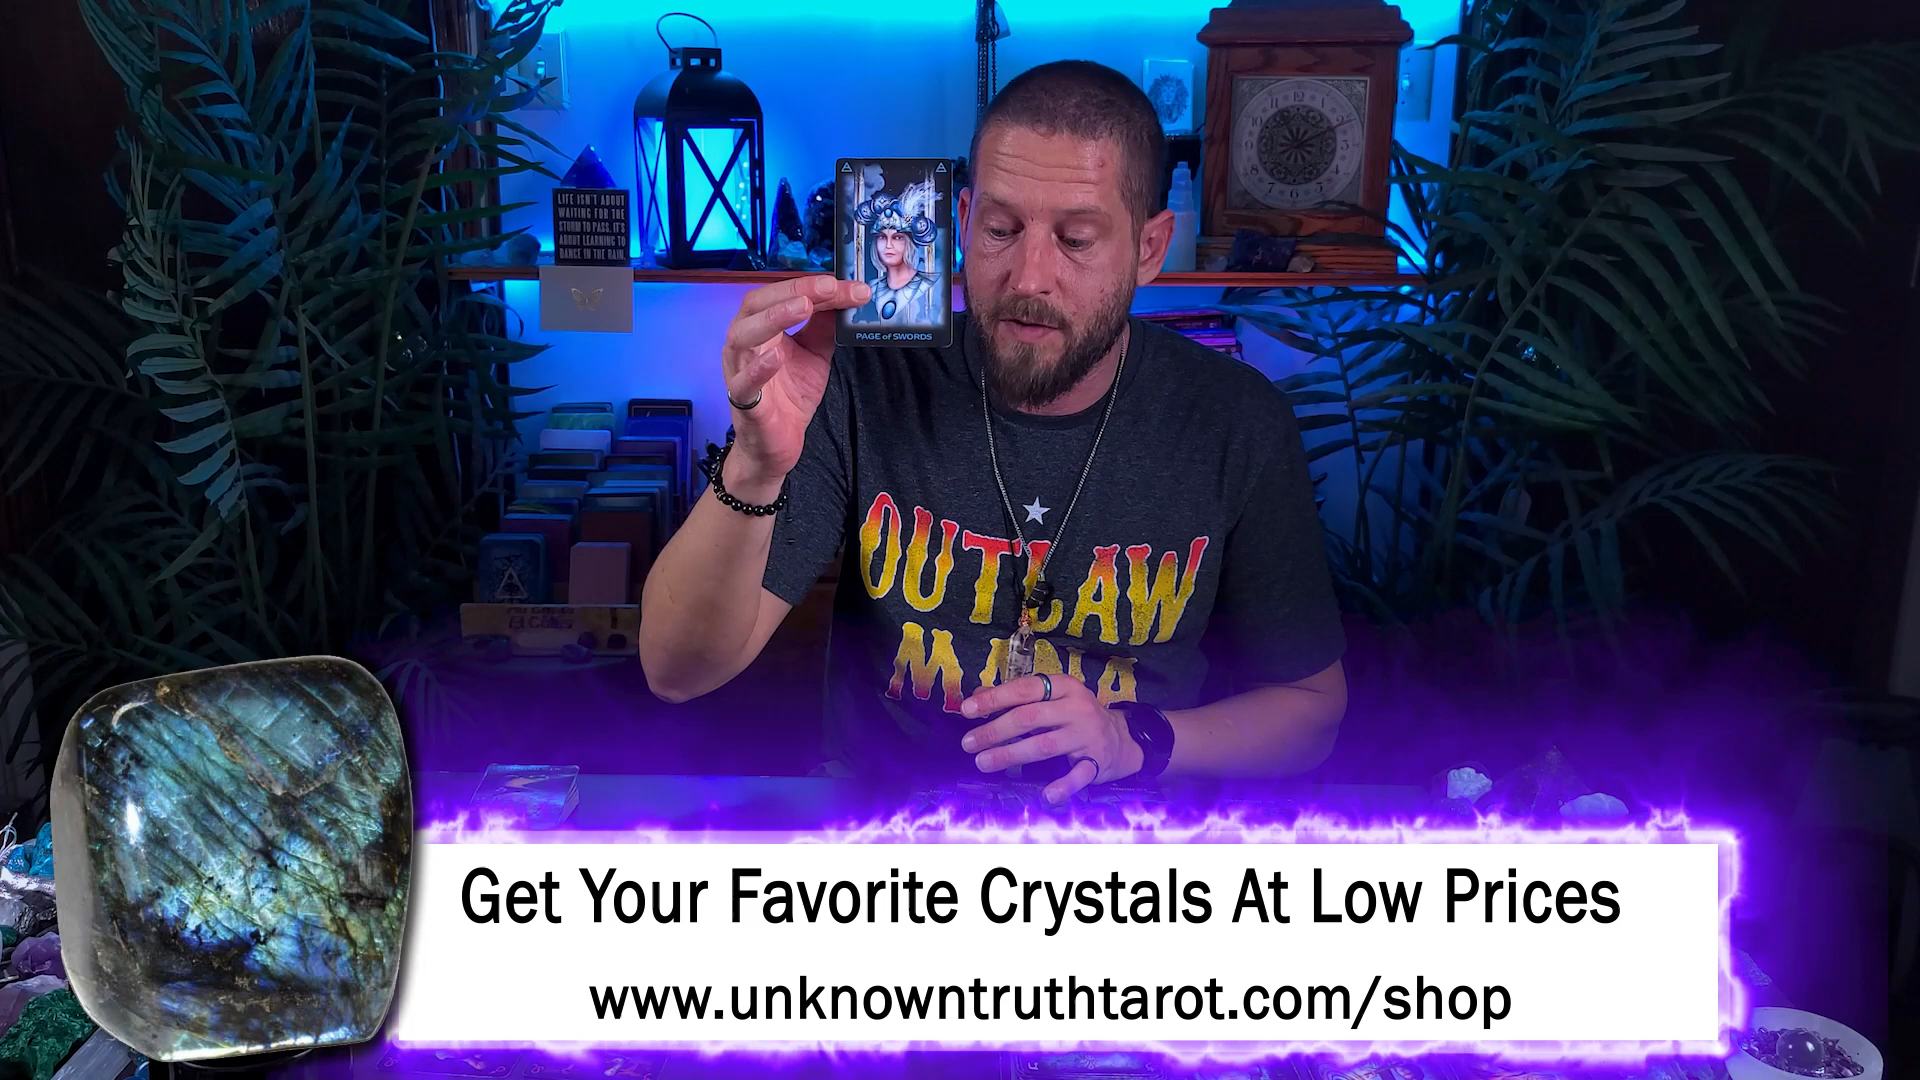 LIFE ISN'T ABOUT
WAITING FOR THE
STORM TO PASS. IT'S
ABOUT LEARNING TO
DANCE IN THE RAIN.
PAGE of SWORDS
OUTLAW
MANIA
Get Your Favorite Crystals At Low Prices
www.unknowntruthtarot.com/shop